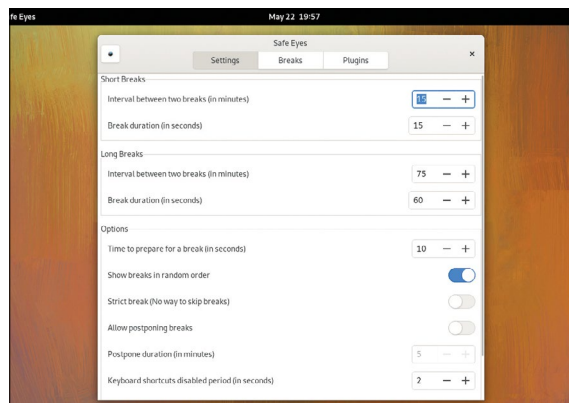 fe Eyes
May 22 19:57
Safe Eyes
Settings Breaks Plugins
Short Breaks
Interval between two breaks (in minutes) 15
Break duration (in seconds) 15
Long Breaks
Interval between two breaks (in minutes) 75
Break duration (in seconds) 60
Options
Time to prepare for a break (in seconds) 10
Show breaks in random order
Strict break (No way to skip breaks)
Allow postponing breaks
Postpone duration (in minutes) 5
Keyboard shortcuts disabled period (in seconds) 2